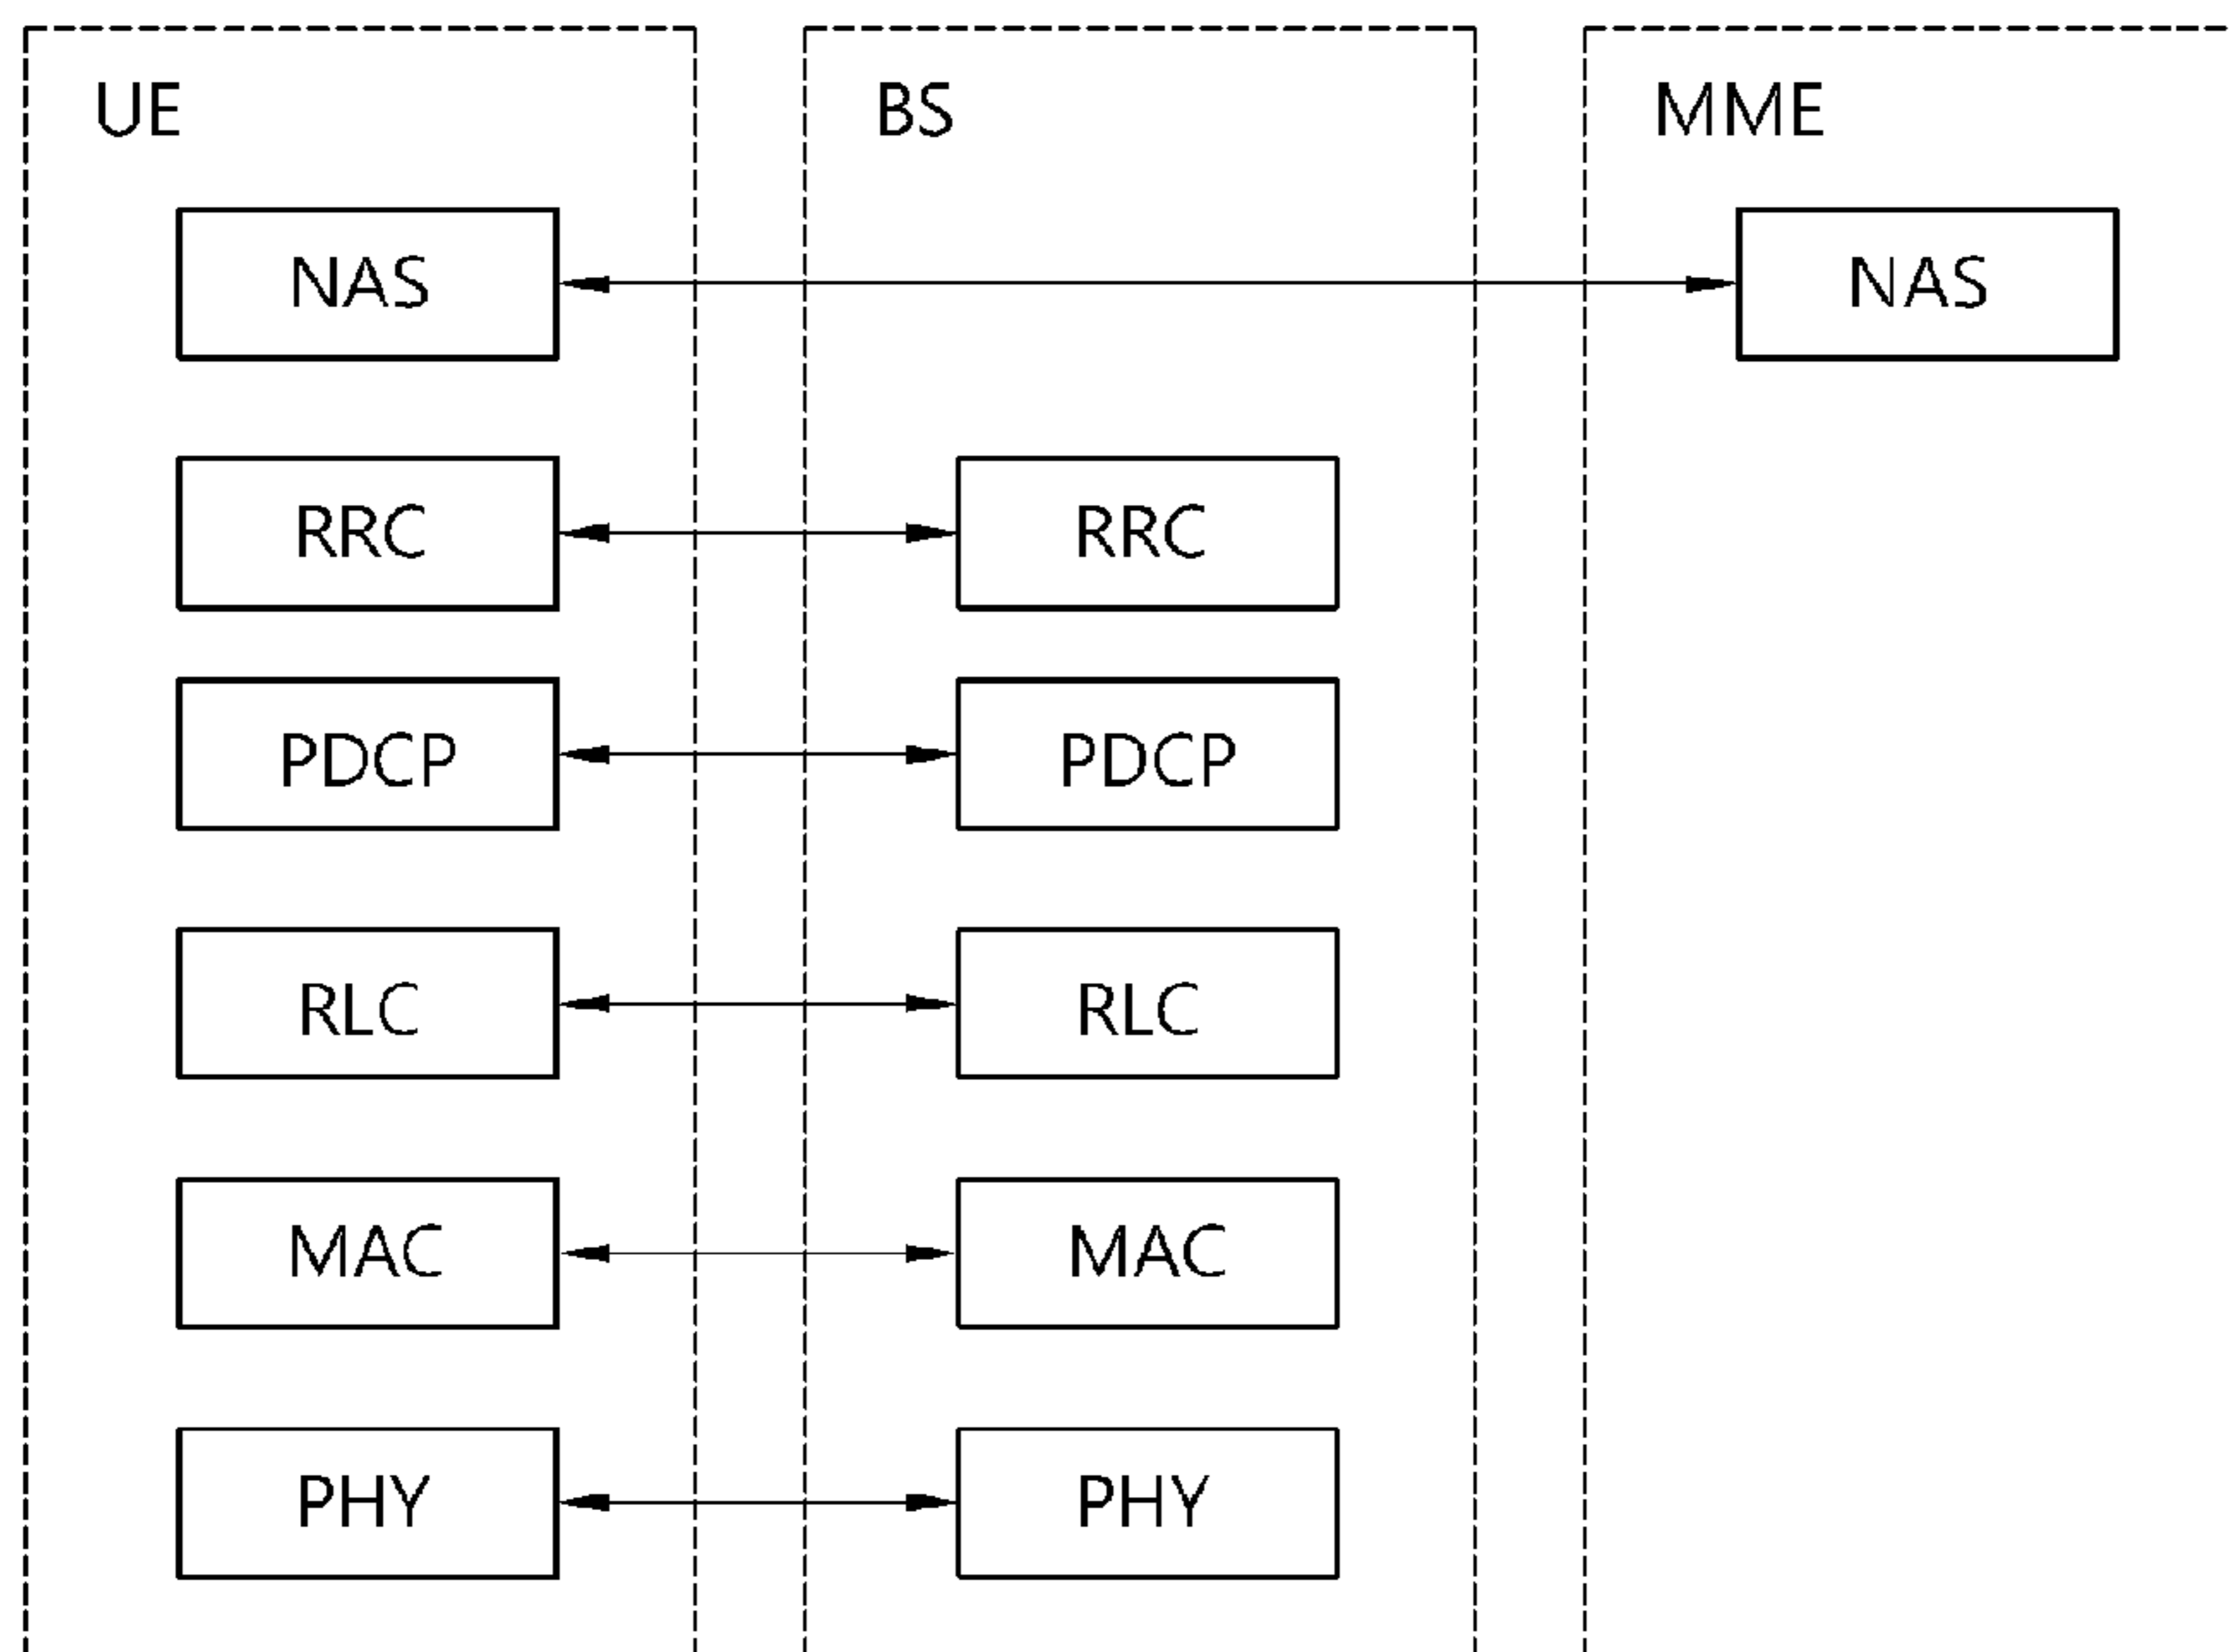 UE BS MME
NAS NAS
RRC RRC
PDCP PDCP
RLC RLC
MAC MAC
PHY PHY